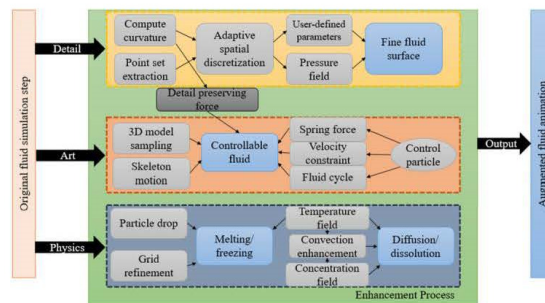 Original fluid simulation step
Detail
Art
Physics
Compute
curvature
Point set
extraction
Adaptive
spatial
discretization
User-defined
parameters
Pressure
field
Fine fluid
surface
Detail preserving
force
3D model
sampling
Skeleton
motion
Controllable
fluid
Spring force
Velocity
constraint
Fluid cycle
Control
particle
Particle drop
Grid
refinement
Melting/
freezing
Temperature
field
Convection
enhancement
Concentration
field
Diffusion/
dissolution
Enhancement Process
Output
Augmented fluid animation